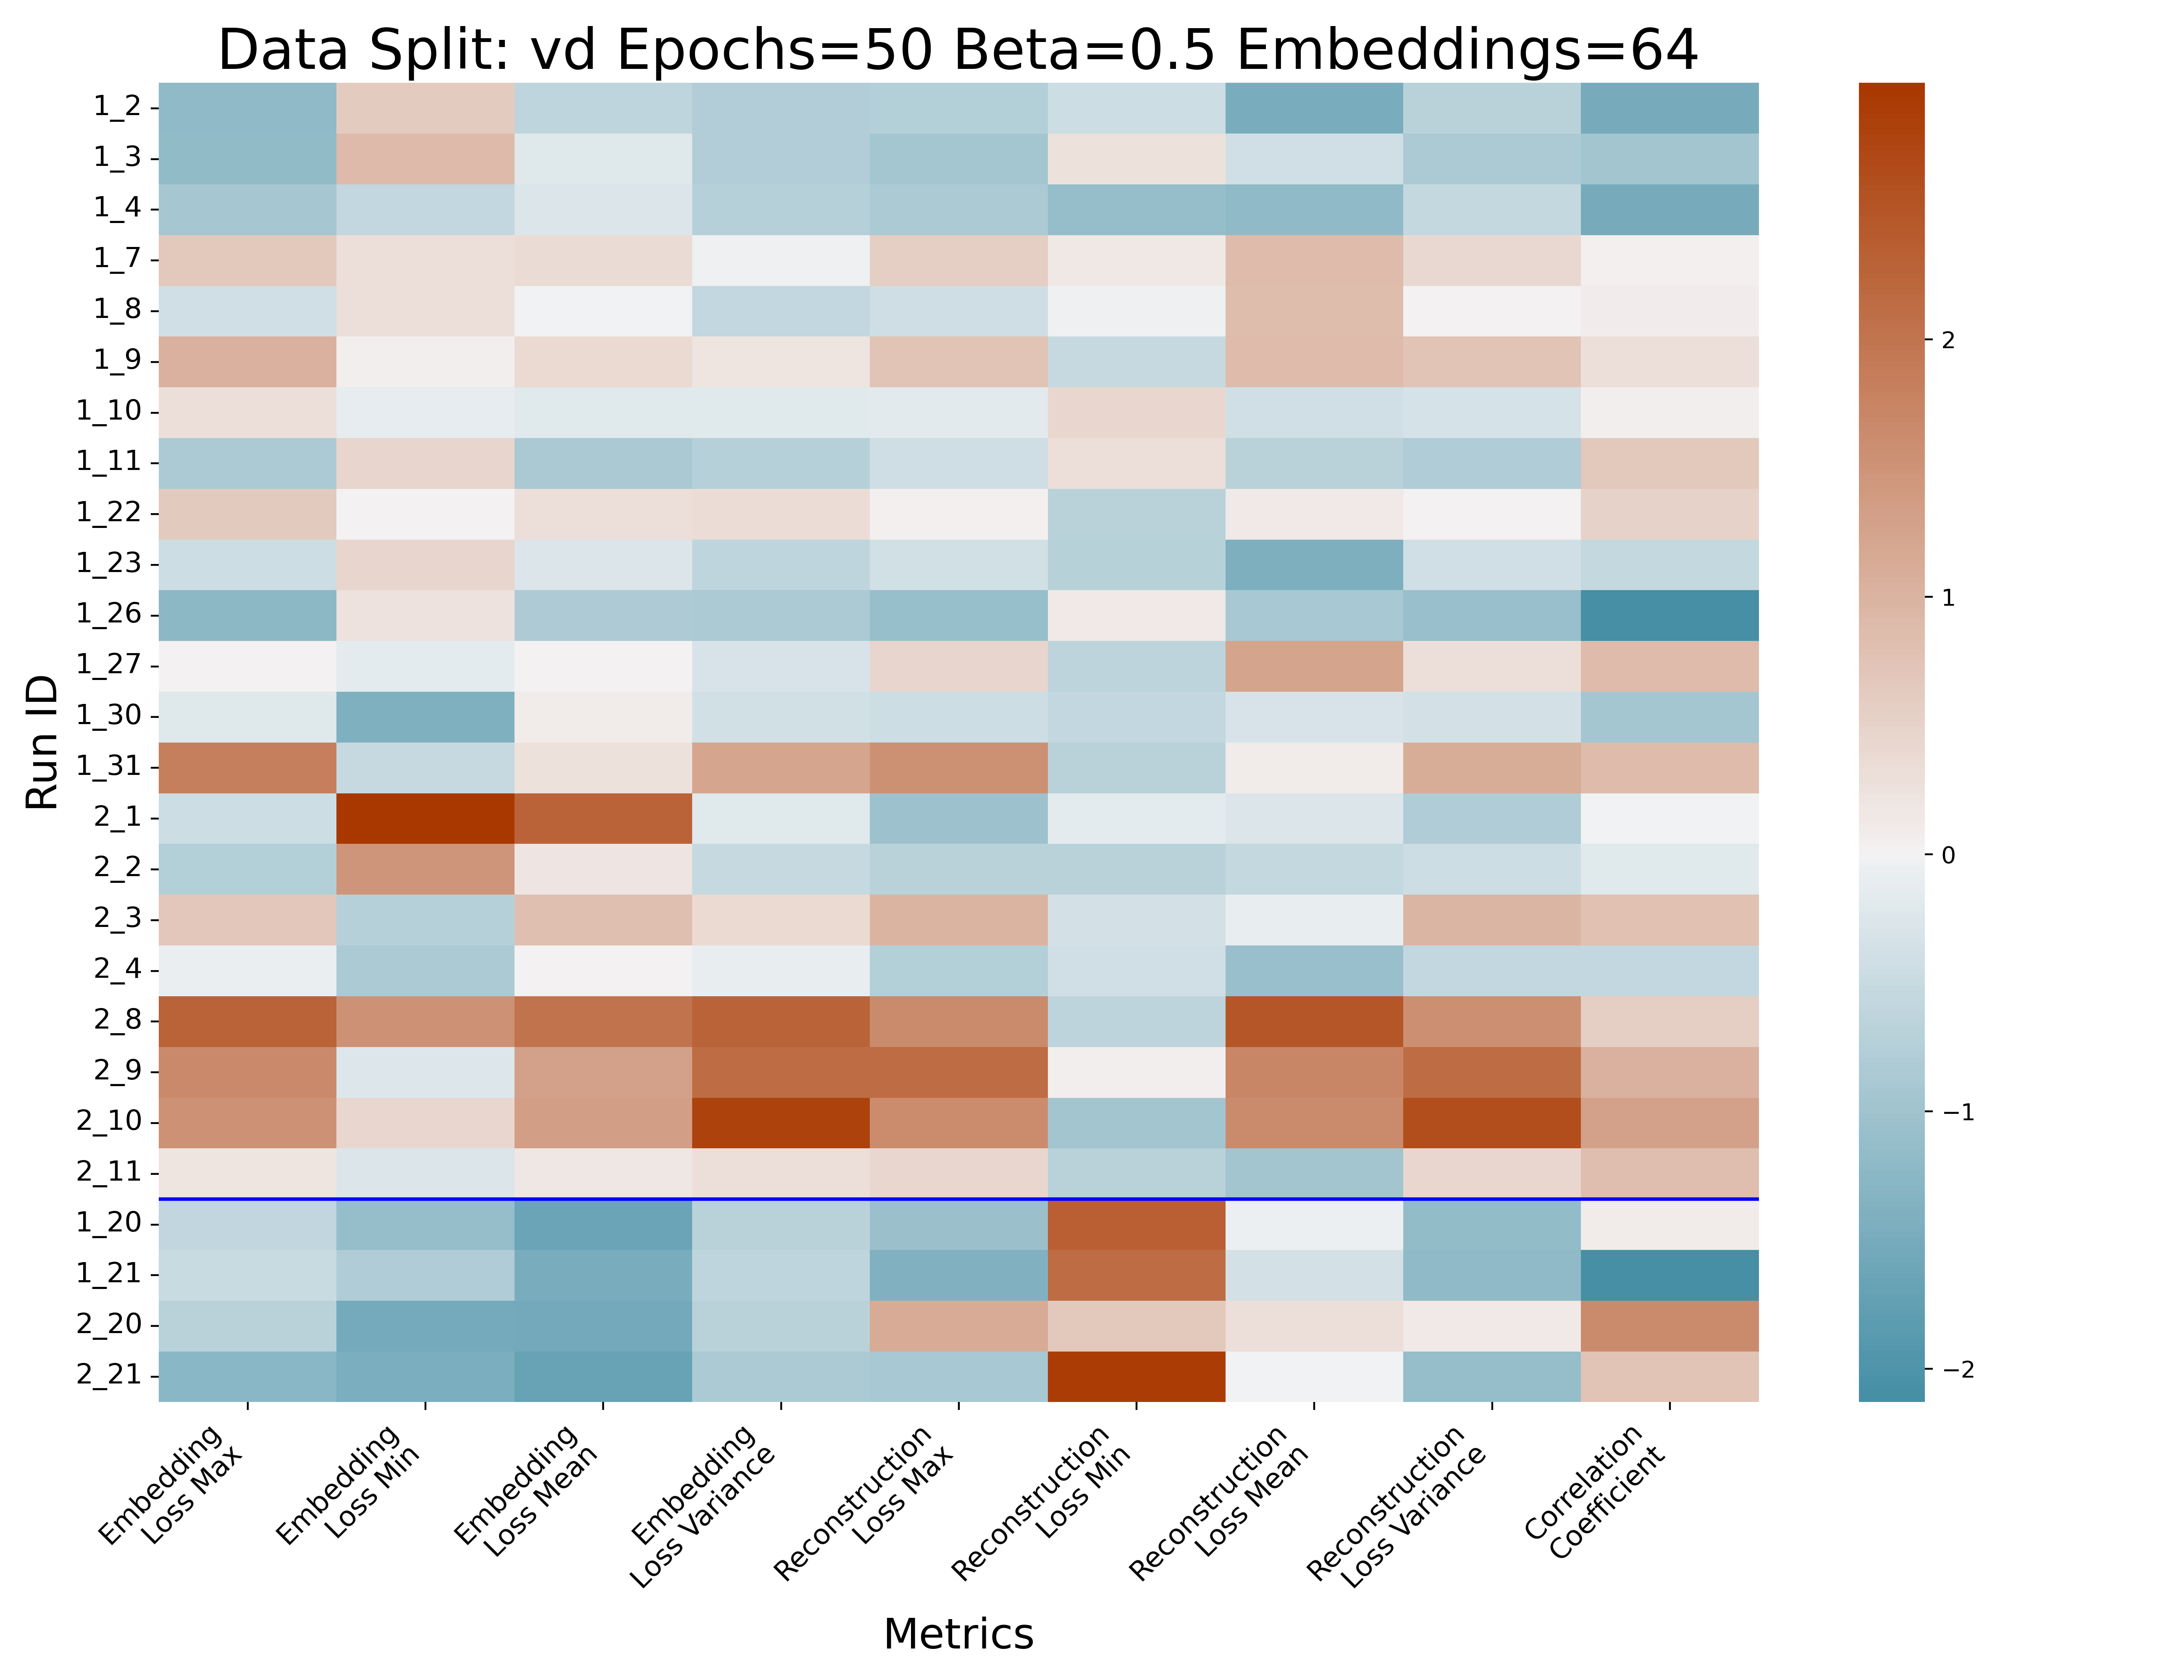 Data Split: vd Epochs=50 Beta=0.5 Embeddings=64
Run ID
1_2
1_3
1_4
1_7
1_8
1_9
1_10
1_11
1_22
1_23
1_26
1_27
1_30
1_31
2_1
2_2
2_3
2_4
2_8
2_9
2_10
2_11
1_20
1_21
2_20
2_21
2
1
0
−1
−2
Embedding
Loss Max
Embedding
Loss Min
Embedding
Loss Mean
Embedding
Loss Variance
Reconstruction
Loss Max
Reconstruction
Loss Min
Reconstruction
Loss Mean
Reconstruction
Loss Variance
Correlation
Coefficient
Metrics